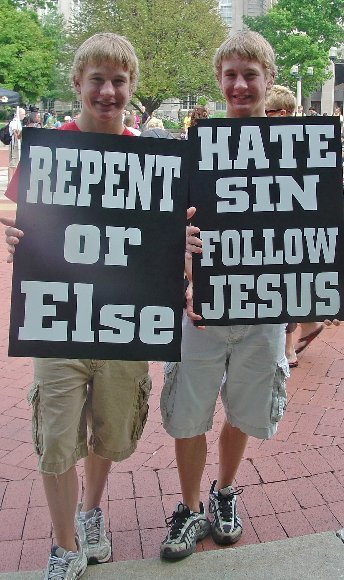 REPENT
or
Else
HATE
SIN
FOLLOW
JESUS